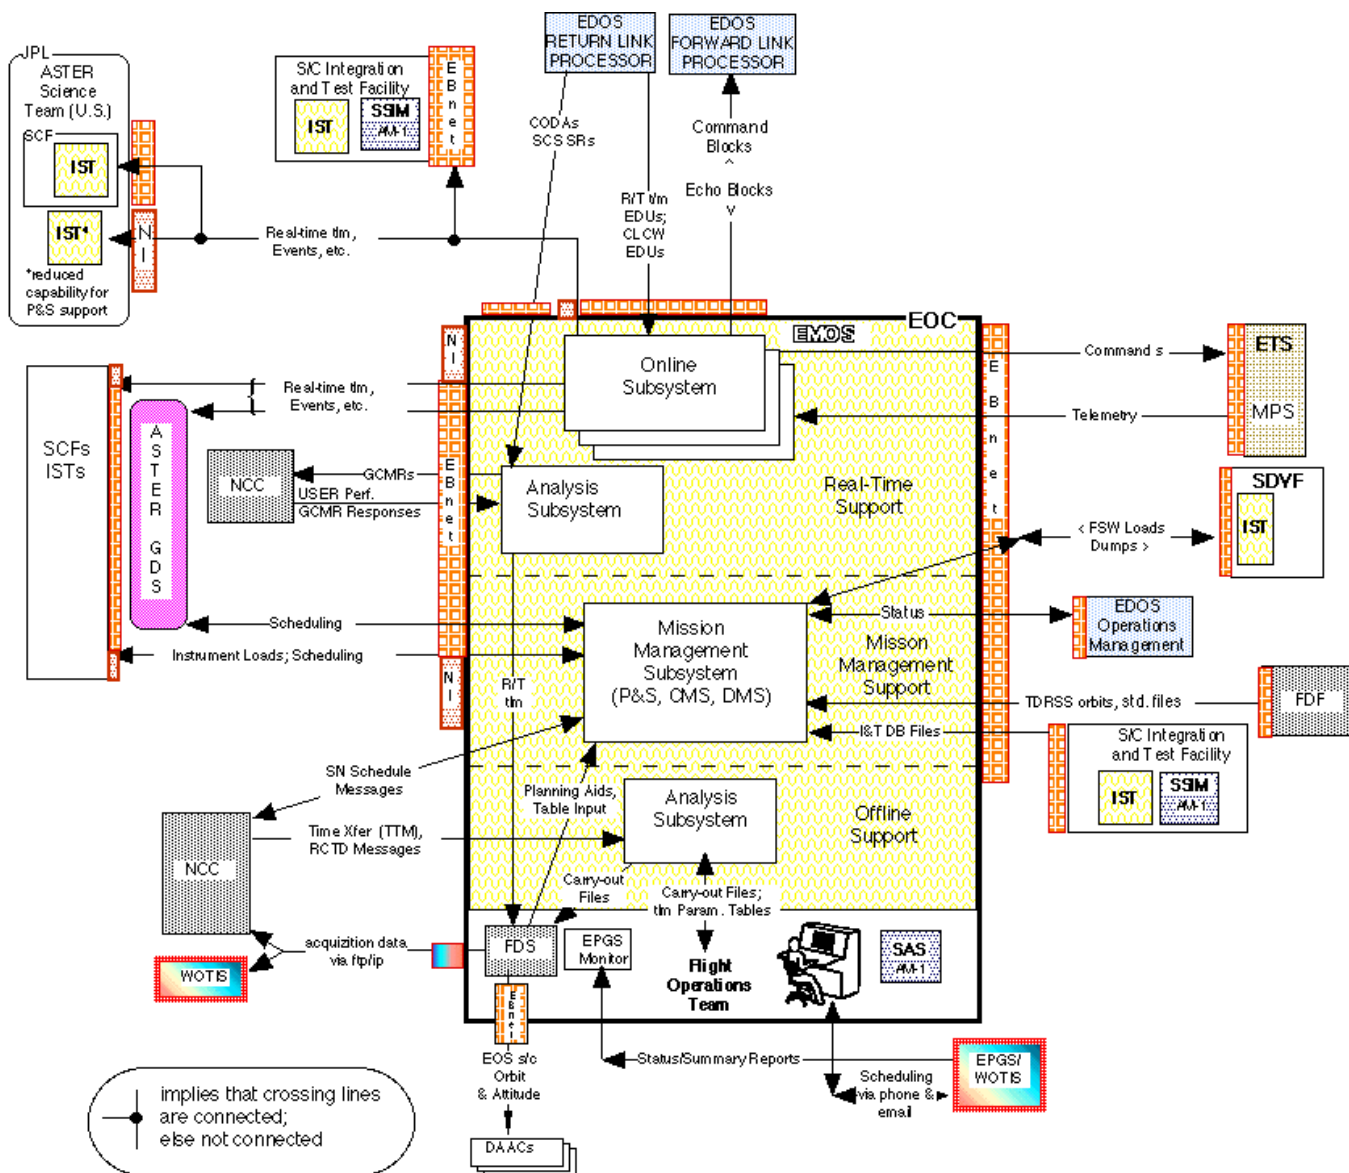 EDOS
RETURN LINK
PROCESSOR
EDOS
FORWARD LINK
PROCESSOR
JPL
ASTER
Science
Team (U.S.)
SCF
IST
IST*
*reduced
capability for
P&S support
NI
S/C Integration
and Test Facility
IST
SSIM
AM-1
EBnet
CODAs
SCS SRs
Command
Blocks
^
Echo Blocks
v
R/T tlm
EDUs;
CLCW
EDUs
Real-time tlm,
Events, etc.
EOC
EMOS
NI
Online
Subsystem
EBnet
Commands
ETS
MPS
Telemetry
SCFs
ISTs
ASTER GDS
Real-time tlm,
Events, etc.
NCC
GCMRs
USER Perf.
GCMR Responses
EBnet
Analysis
Subsystem
Real-Time
Support
SDVF
IST
< FSW Loads
Dumps >
Scheduling
Instrument Loads; Scheduling
NI
R/T
tlm
Mission
Management
Subsystem
(P&S, CMS, DMS)
Misson
Management
Support
Status
EDOS
Operations
Management
TDRSS orbits, std. files
FDF
I&T DB Files
S/C Integration
and Test Facility
IST
SSIM
AM-1
SN Schedule
Messages
Planning Aids,
Table Input
NCC
Time Xfer (TTM),
RCTD Messages
Analysis
Subsystem
Offline
Support
Carry-out
Files
Carry-out Files;
tlm Param. Tables
acquizition data
via ftp/ip
WOTIS
FDS
EPGS
Monitor
Flight
Operations
Team
SAS
AM-1
EBnet
EOS s/c
Orbit
& Attitude
Status/Summary Reports
Scheduling
via phone &
email
EPGS/
WOTIS
DAACs
implies that crossing lines
are connected;
else not connected